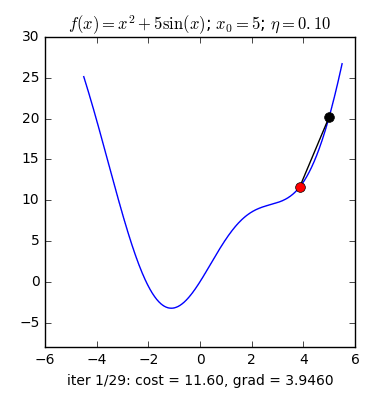 f(x) = x² + 5sin(x); x₀ = 5; η = 0.10
30
25
20
15
10
5
0
−5
−6 −4 −2 0 2 4 6
iter 1/29: cost = 11.60, grad = 3.9460